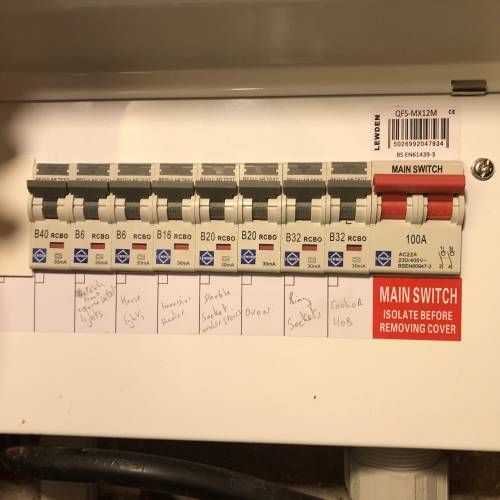 QFS-MX12M
LEWDEN
5026992047934
BS EN61439-3
MAIN SWITCH
B40 RCBO
30mA
B6 RCBO
30mA
B6 RCBO
30mA
B16 RCBO
30mA
B20 RCBO
30mA
B20 RCBO
30mA
B32 RCBO
30mA
B32 RCBO
30mA
100A
AC22A
230/400V~
BSEN60947-3
lights
House
lights
Immersion
Heater
Double
Socket
understairs
Oven
Ring
Sockets
Cooker
HOB
MAIN SWITCH
ISOLATE BEFORE
REMOVING COVER